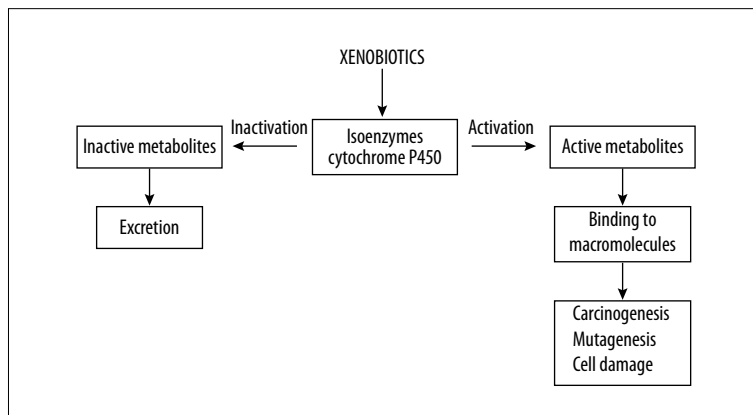 XENOBIOTICS
Inactivation
Activation
Inactive metabolites
Isoenzymes
cytochrome P450
Active metabolites
Excretion
Binding to
macromolecules
Carcinogenesis
Mutagenesis
Cell damage